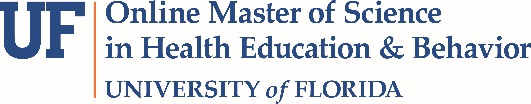 UF
Online Master of Science
in Health Education & Behavior
UNIVERSITY of FLORIDA